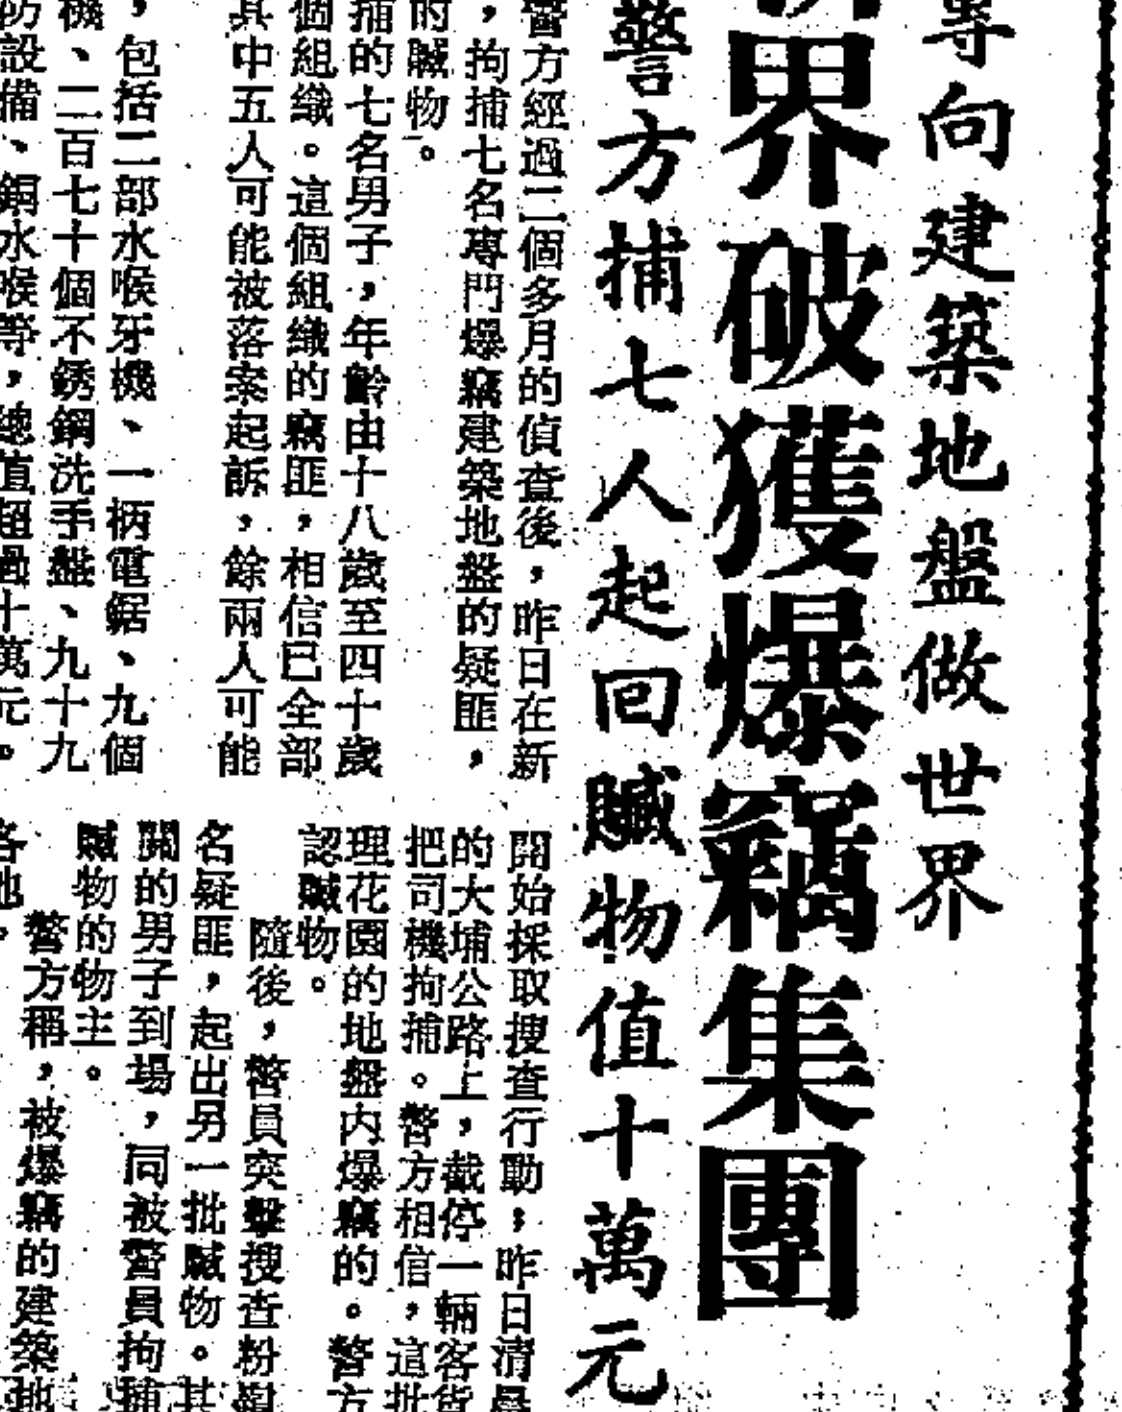 專向建築地盤做世界
界破獲爆竊集團
警方捕七人起回贓物值十萬元
警方經過二個多月的偵查後，昨日在新
，拘捕七名專門爆竊建築地盤的疑匪，
的贓物。
捕的七名男子，年齡由十八歲至四十歲
個組織。這個組織的竊匪，相信已全部
其中五人可能被落案起訴，餘兩人可能
，包括二部水喉牙機、一柄電鋸、九個
機、二百七十個不銹鋼洗手盤、九十九
防設備、銅水喉等，總值超過十萬元。
開始採取搜查行動，昨日清晨
的大埔公路上，截停一輛客貨
把司機拘捕。警方相信，這批
理花園的地盤内爆竊的。警方
認贓物。
隨後，警員突擊搜查粉嶺
名疑匪，起出另一批贓物。其
關的男子到場，同被警員拘捕
贓物的物主。
警方稱，被爆竊的建築地
各地，